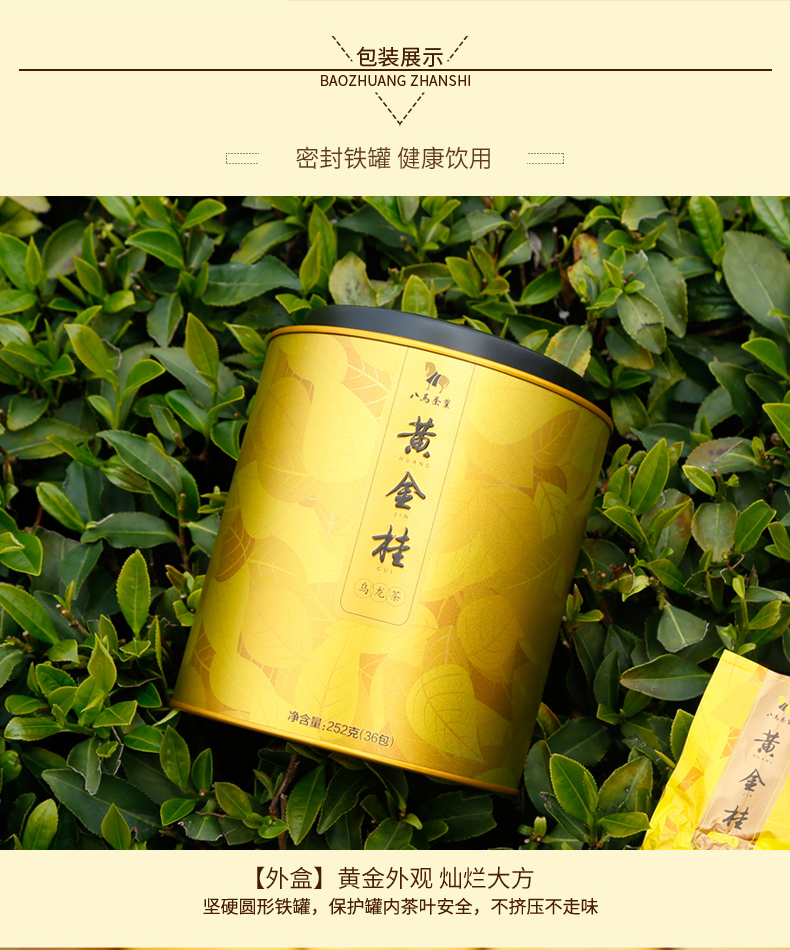 包装展示
BAOZHUANG ZHANSHI
密封铁罐 健康饮用
八马茶业
黄
HUANG
金
JIN
桂
GUI
乌龙茶
净含量:252克(36包)
八马茶业
黄
金
桂
【外盒】黄金外观 灿烂大方
坚硬圆形铁罐，保护罐内茶叶安全，不挤压不走味